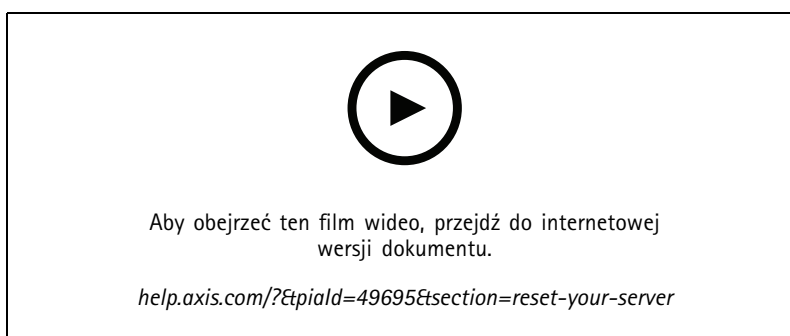 Aby obejrzeć ten film wideo, przejdź do internetowej
wersji dokumentu.
help.axis.com/?&piaId=49695&section=reset-your-server